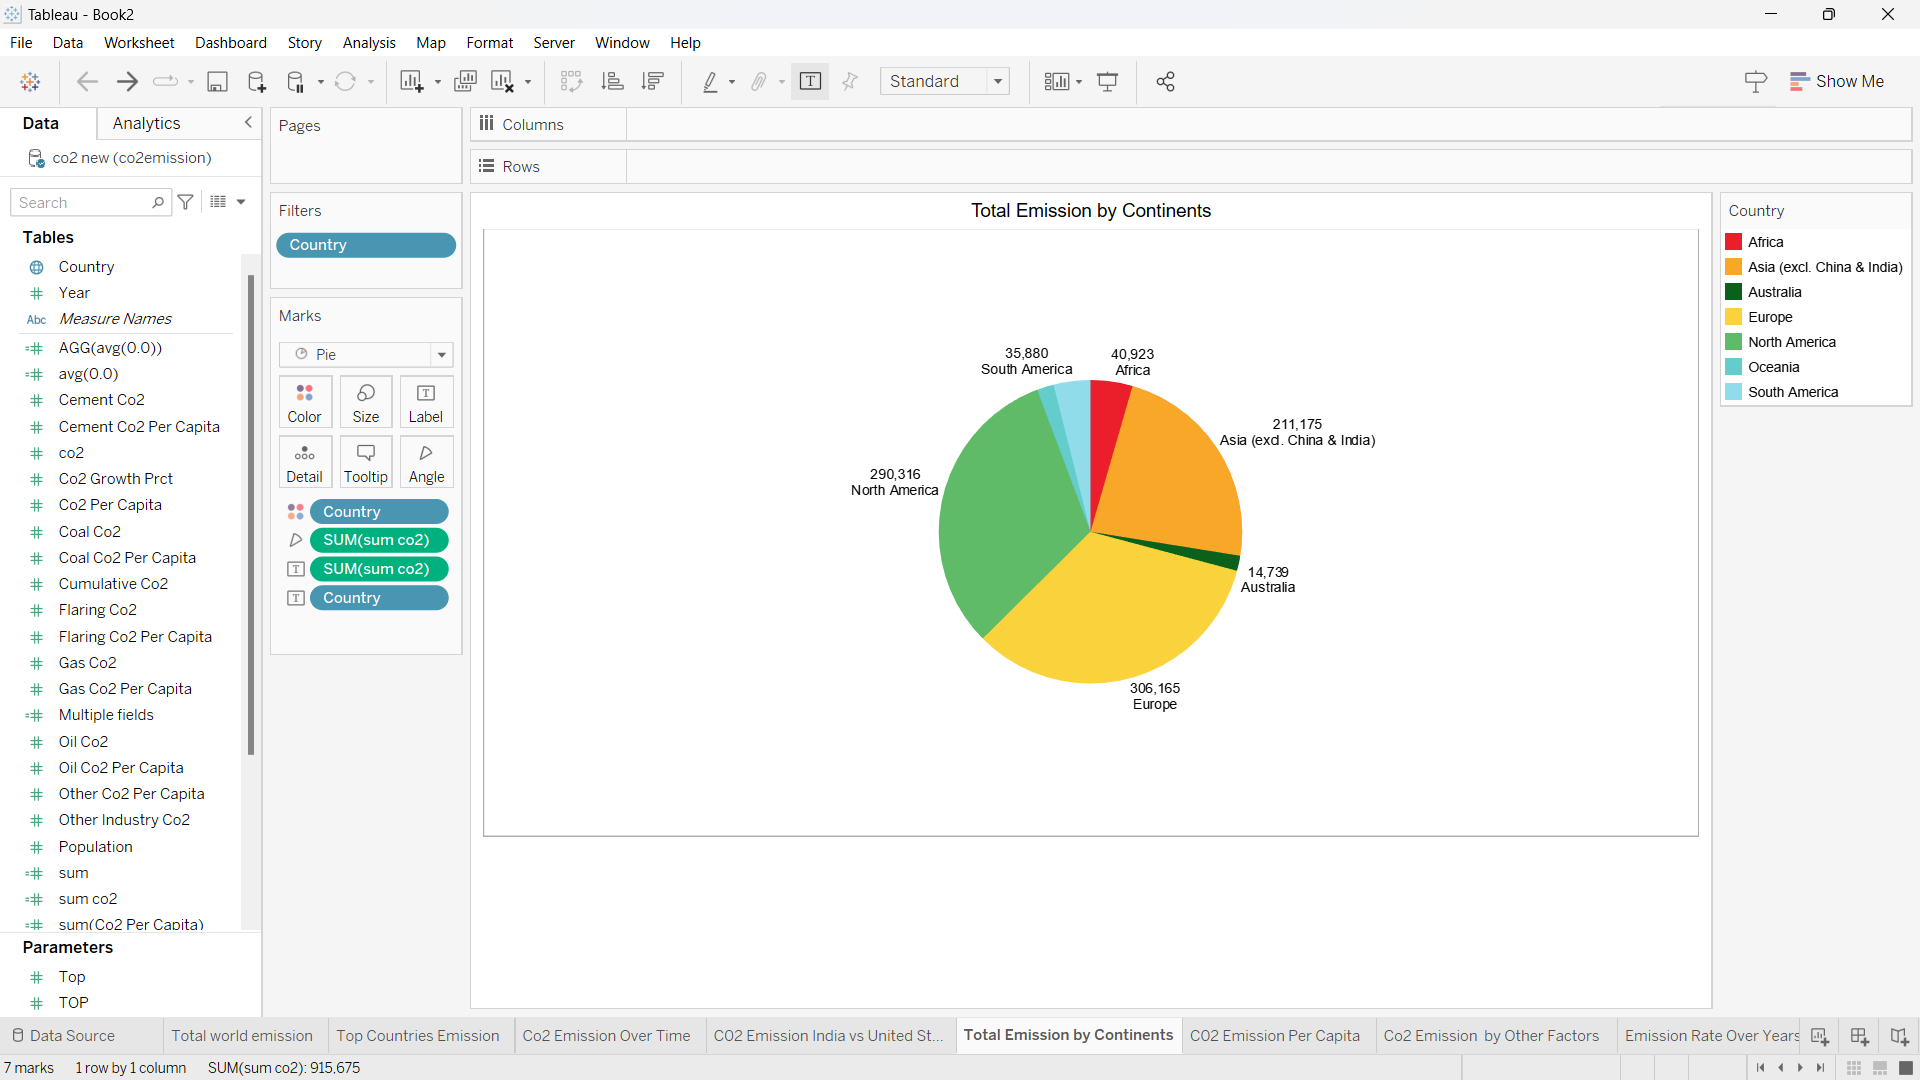 Tableau - Book2
File Data Worksheet Dashboard Story Analysis Map Format Server Window Help
Standard
Show Me
Data Analytics
co2 new (co2emission)
Search
Tables
Country
Year
Abc Measure Names
AGG(avg(0.0))
avg(0.0)
Cement Co2
Cement Co2 Per Capita
co2
Co2 Growth Prct
Co2 Per Capita
Coal Co2
Coal Co2 Per Capita
Cumulative Co2
Flaring Co2
Flaring Co2 Per Capita
Gas Co2
Gas Co2 Per Capita
Multiple fields
Oil Co2
Oil Co2 Per Capita
Other Co2 Per Capita
Other Industry Co2
Population
sum
sum co2
sum(Co2 Per Capita)
Parameters
Top
TOP
Pages
Filters
Country
Marks
Pie
Color Size Label
Detail Tooltip Angle
Country
SUM(sum co2)
SUM(sum co2)
Country
Columns
Rows
Total Emission by Continents
35,880
South America
40,923
Africa
211,175
Asia (excl. China & India)
290,316
North America
14,739
Australia
306,165
Europe
Country
Africa
Asia (excl. China & India)
Australia
Europe
North America
Oceania
South America
Data Source Total world emission Top Countries Emission Co2 Emission Over Time C02 Emission India vs United St... Total Emission by Continents C02 Emission Per Capita Co2 Emission by Other Factors Emission Rate Over Years
7 marks 1 row by 1 column SUM(sum co2): 915,675